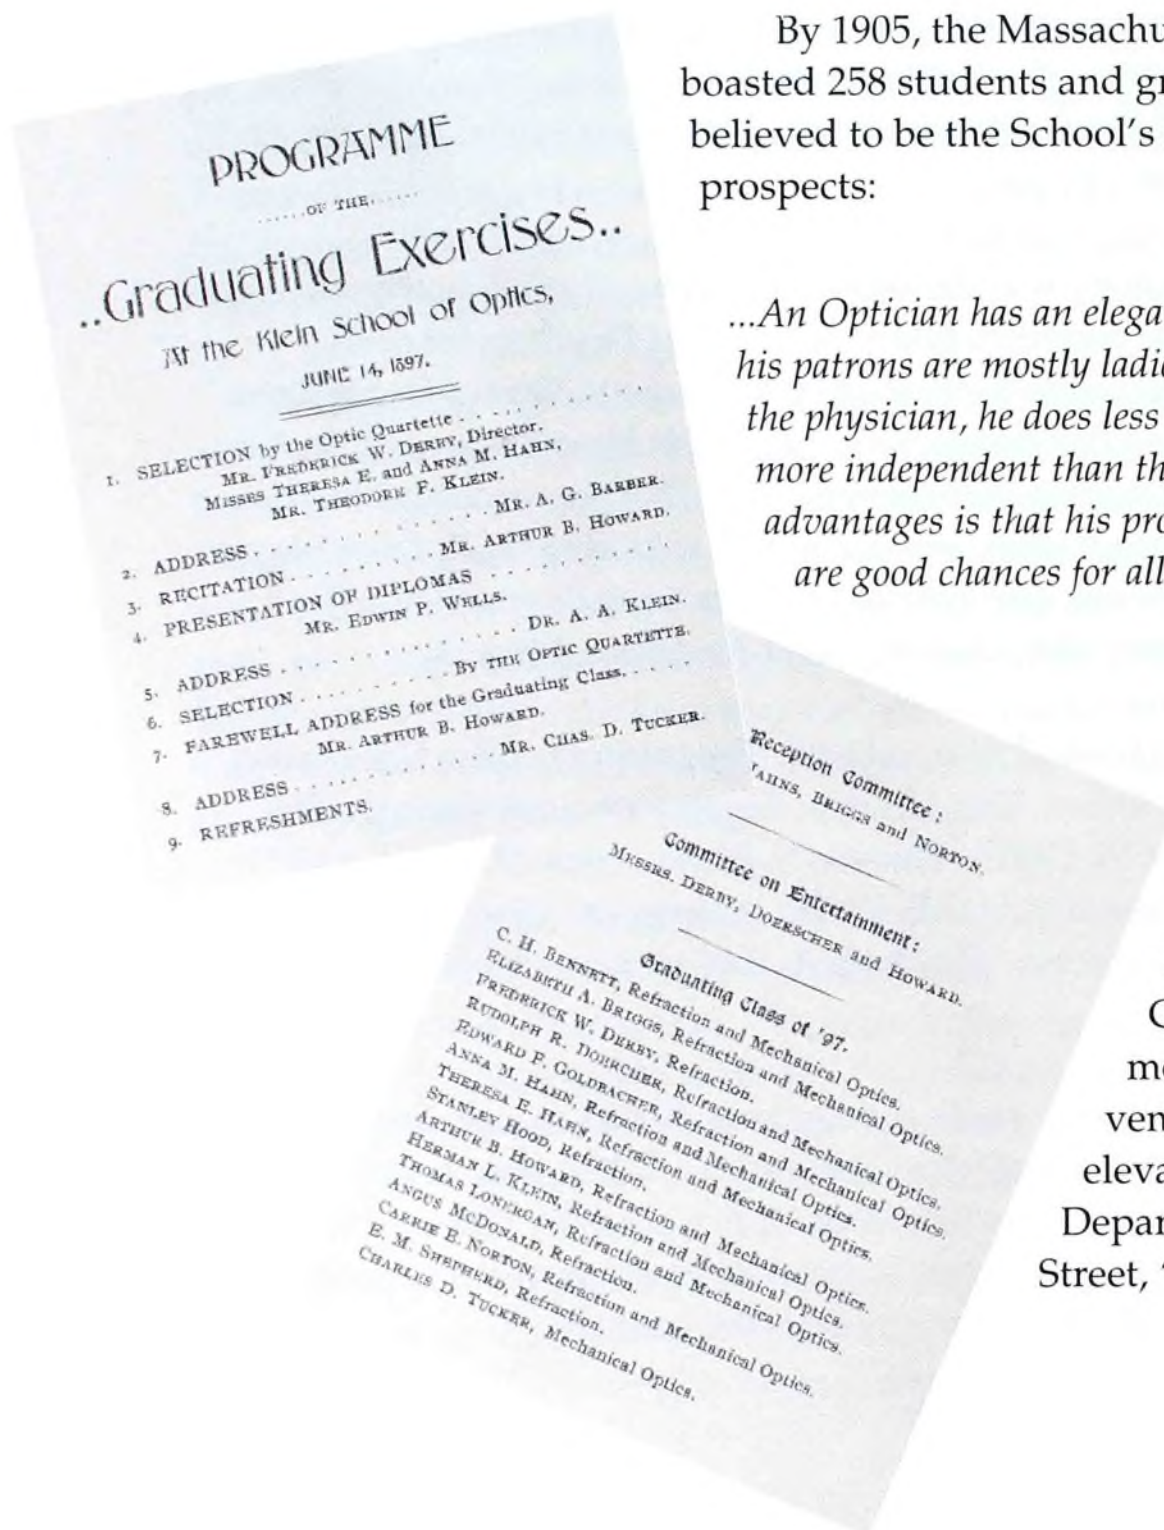 By 1905, the Massachu
boasted 258 students and gr
believed to be the School's
prospects:
...An Optician has an elega
his patrons are mostly ladie
the physician, he does less
more independent than th
advantages is that his pro
are good chances for all
PROGRAMME
......OF THE......
..Graduating Exercises..
At the Klein School of Optics,
JUNE 14, 1897.
1. SELECTION by the Optic Quartette . . . . . . . . . . . .
MR. FREDERICK W. DERBY, Director.
MISSES THERESA E. and ANNA M. HAHN,
MR. THEODORE F. KLEIN.
2. ADDRESS . . . . . . . . . . . . . MR. A. G. BARBER.
3. RECITATION . . . . . . . . . MR. ARTHUR B. HOWARD.
4. PRESENTATION OF DIPLOMAS . . . . . . . . . .
MR. EDWIN P. WELLS.
5. ADDRESS . . . . . . . . . . . . . DR. A. A. KLEIN.
6. SELECTION . . . . . . . . . . BY THE OPTIC QUARTETTE.
7. FAREWELL ADDRESS for the Graduating Class. . . . .
MR. ARTHUR B. HOWARD.
8. ADDRESS . . . . . . . . . . . . MR. CHAS. D. TUCKER.
9. REFRESHMENTS.
Reception Committee:
BRIGGS and NORTON.
Committee on Entertainment:
MESSRS. DERBY, DOERSCHER and HOWARD.
Graduating Class of '97.
C. H. BENNETT, Refraction and Mechanical Optics.
ELIZABETH A. BRIGGS, Refraction and Mechanical Optics.
FREDERICK W. DERBY, Refraction.
RUDOLPH R. DOERCHER, Refraction and Mechanical Optics.
EDWARD F. GOLDBACHER, Refraction and Mechanical Optics.
ANNA M. HAHN, Refraction and Mechanical Optics.
THERESA E. HAHN, Refraction and Mechanical Optics.
STANLEY HOOD, Refraction.
ARTHUR B. HOWARD, Refraction and Mechanical Optics.
HERMAN L. KLEIN, Refraction and Mechanical Optics.
THOMAS LONERGAN, Refraction and Mechanical Optics.
ANGUS MCDONALD, Refraction.
CARRIE E. NORTON, Refraction and Mechanical Optics.
E. M. SHEPHERD, Refraction.
CHARLES D. TUCKER, Mechanical Optics.
me
ven
eleva
Depar
Street,